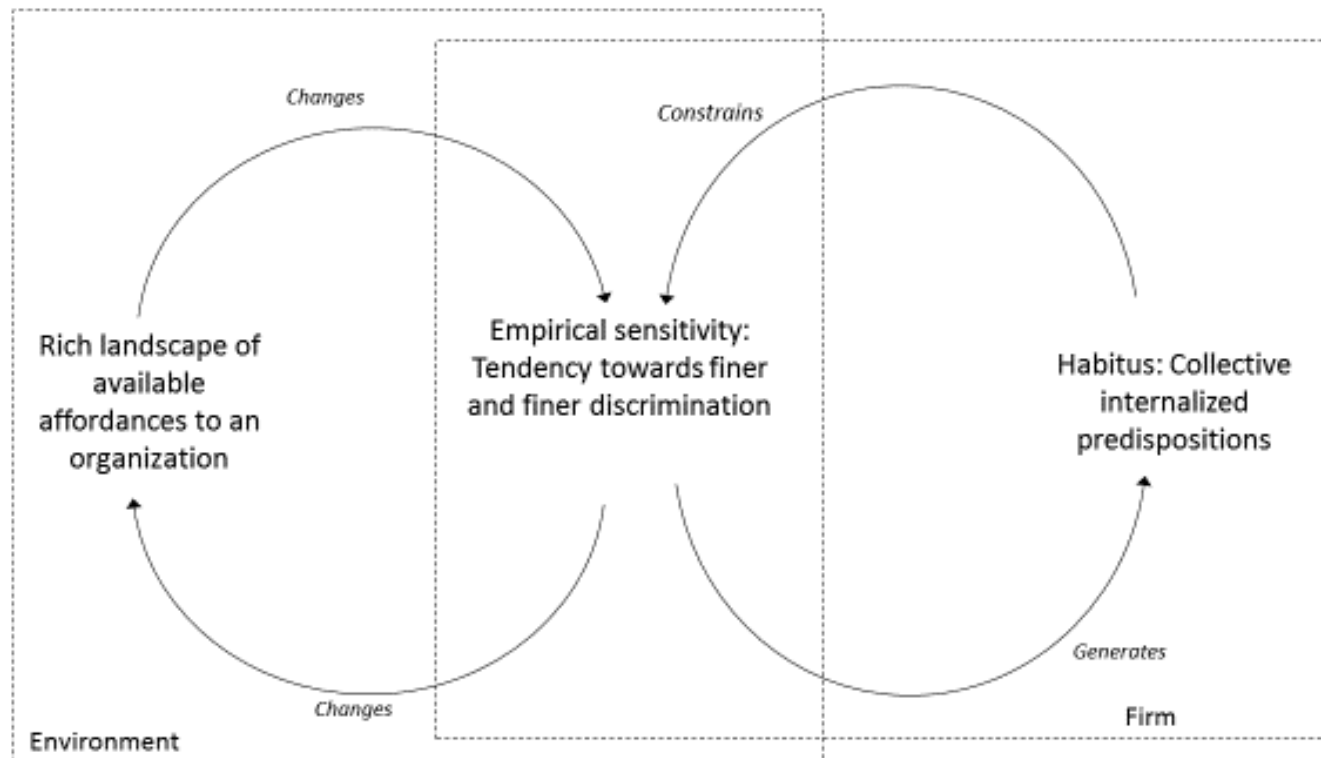 Changes
Constrains
Rich landscape of
available
affordances to an
organization
Empirical sensitivity:
Tendency towards finer
and finer discrimination
Habitus: Collective
internalized
predispositions
Changes
Generates
Firm
Environment